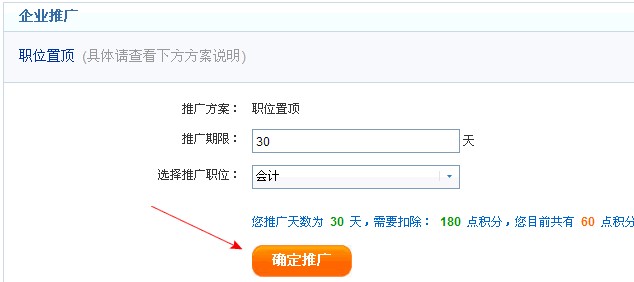 企业推广
职位置顶 (具体请查看下方方案说明)
推广方案： 职位置顶
推广期限： 30 天
选择推广职位： 会计
您推广天数为 30 天，需要扣除： 180 点积分，您目前共有 60 点积分
确定推广